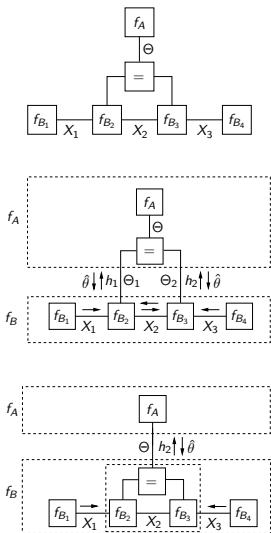 f_A
Θ
=
f_{B_1} f_{B_2} f_{B_3} f_{B_4}
X_1 X_2 X_3
f_A
f_A
Θ
=
θ̂ h_1 Θ_1 Θ_2 h_2 θ̂
f_B
f_{B_1} f_{B_2} f_{B_3} f_{B_4}
X_1 X_2 X_3
f_A
f_A
Θ h_2 θ̂
f_B
=
f_{B_1} f_{B_2} f_{B_3} f_{B_4}
X_1 X_2 X_3